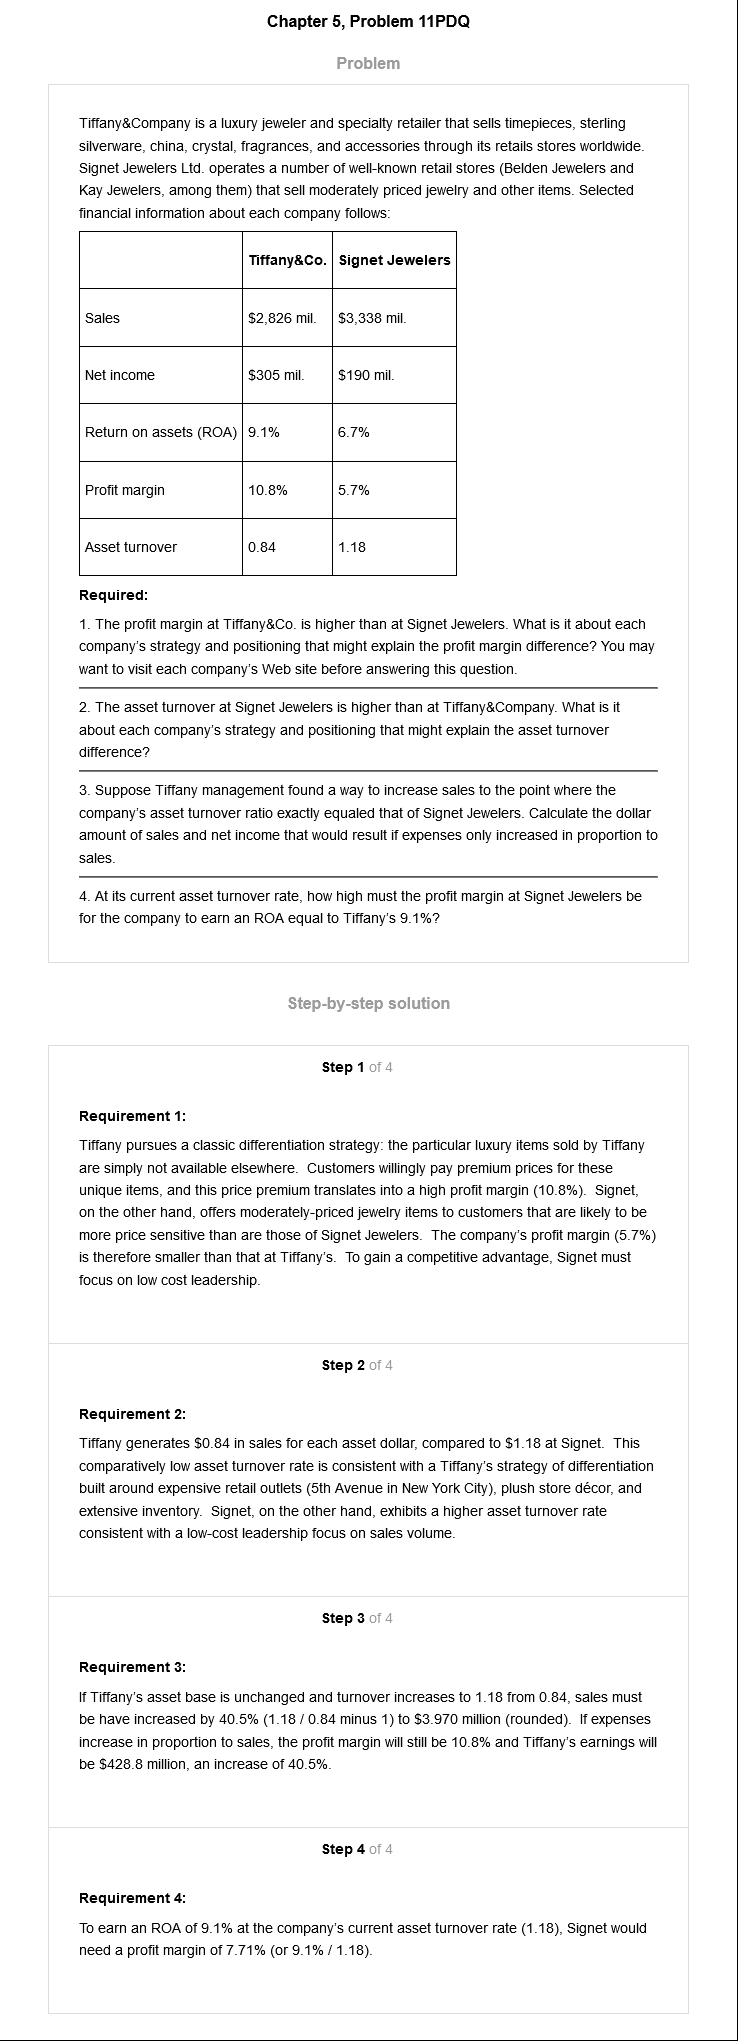 Chapter 5, Problem 11PDQ
Problem
Tiffany&Company is a luxury jeweler and specialty retailer that sells timepieces, sterling
silverware, china, crystal, fragrances, and accessories through its retails stores worldwide.
Signet Jewelers Ltd. operates a number of well-known retail stores (Belden Jewelers and
Kay Jewelers, among them) that sell moderately priced jewelry and other items. Selected
financial information about each company follows:
Tiffany&Co. Signet Jewelers
Sales $2,826 mil. $3,338 mil.
Net income $305 mil. $190 mil.
Return on assets (ROA) 9.1% 6.7%
Profit margin 10.8% 5.7%
Asset turnover 0.84 1.18
Required:
1. The profit margin at Tiffany&Co. is higher than at Signet Jewelers. What is it about each
company's strategy and positioning that might explain the profit margin difference? You may
want to visit each company's Web site before answering this question.
2. The asset turnover at Signet Jewelers is higher than at Tiffany&Company. What is it
about each company's strategy and positioning that might explain the asset turnover
difference?
3. Suppose Tiffany management found a way to increase sales to the point where the
company's asset turnover ratio exactly equaled that of Signet Jewelers. Calculate the dollar
amount of sales and net income that would result if expenses only increased in proportion to
sales.
4. At its current asset turnover rate, how high must the profit margin at Signet Jewelers be
for the company to earn an ROA equal to Tiffany's 9.1%?
Step-by-step solution
Step 1 of 4
Requirement 1:
Tiffany pursues a classic differentiation strategy: the particular luxury items sold by Tiffany
are simply not available elsewhere. Customers willingly pay premium prices for these
unique items, and this price premium translates into a high profit margin (10.8%). Signet,
on the other hand, offers moderately-priced jewelry items to customers that are likely to be
more price sensitive than are those of Signet Jewelers. The company's profit margin (5.7%)
is therefore smaller than that at Tiffany's. To gain a competitive advantage, Signet must
focus on low cost leadership.
Step 2 of 4
Requirement 2:
Tiffany generates $0.84 in sales for each asset dollar, compared to $1.18 at Signet. This
comparatively low asset turnover rate is consistent with a Tiffany's strategy of differentiation
built around expensive retail outlets (5th Avenue in New York City), plush store décor, and
extensive inventory. Signet, on the other hand, exhibits a higher asset turnover rate
consistent with a low-cost leadership focus on sales volume.
Step 3 of 4
Requirement 3:
If Tiffany's asset base is unchanged and turnover increases to 1.18 from 0.84, sales must
be have increased by 40.5% (1.18 / 0.84 minus 1) to $3.970 million (rounded). If expenses
increase in proportion to sales, the profit margin will still be 10.8% and Tiffany's earnings will
be $428.8 million, an increase of 40.5%.
Step 4 of 4
Requirement 4:
To earn an ROA of 9.1% at the company's current asset turnover rate (1.18), Signet would
need a profit margin of 7.71% (or 9.1% / 1.18).